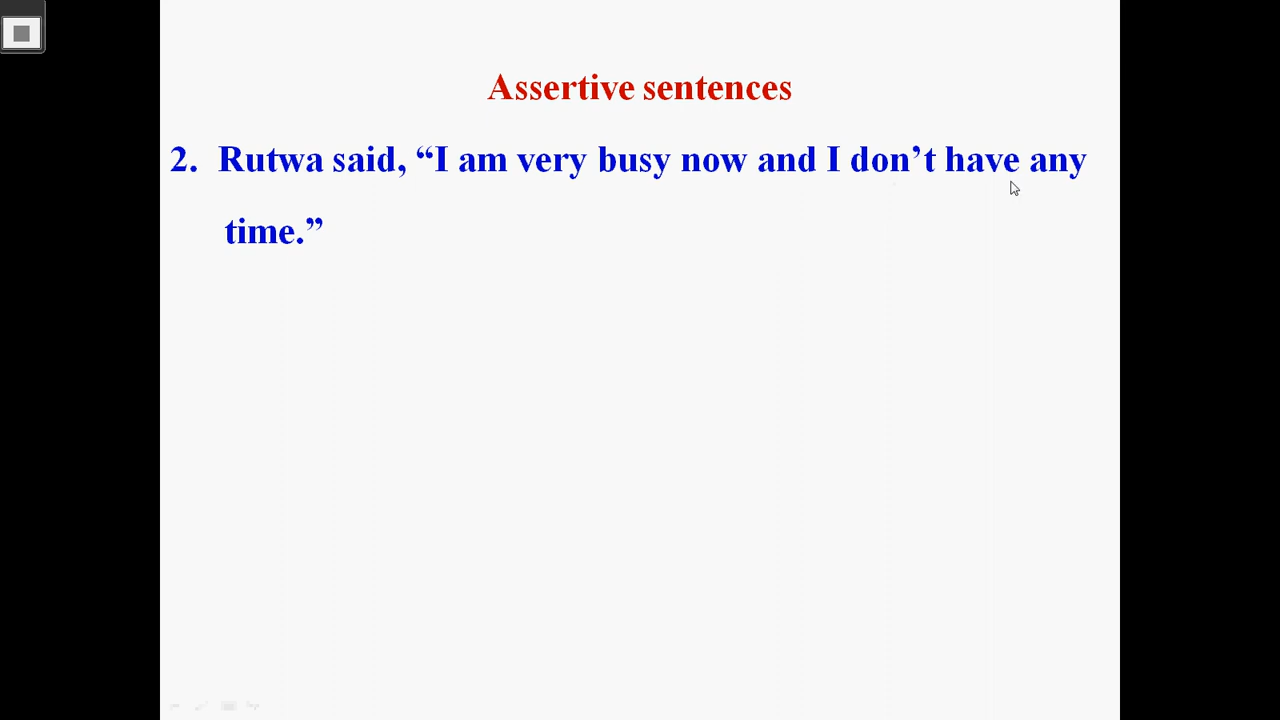 Assertive sentences
2. Rutwa said, “I am very busy now and I don’t have any
time.”